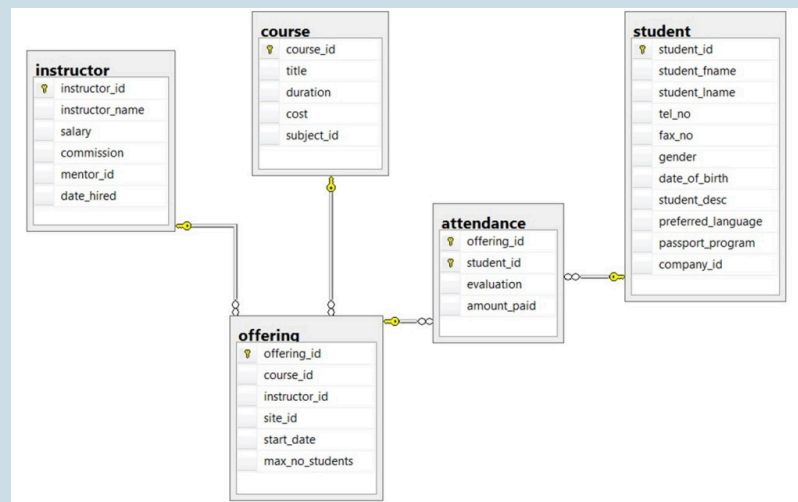 instructor
instructor_id
instructor_name
salary
commission
mentor_id
date_hired
course
course_id
title
duration
cost
subject_id
student
student_id
student_fname
student_lname
tel_no
fax_no
gender
date_of_birth
student_desc
preferred_language
passport_program
company_id
attendance
offering_id
student_id
evaluation
amount_paid
offering
offering_id
course_id
instructor_id
site_id
start_date
max_no_students